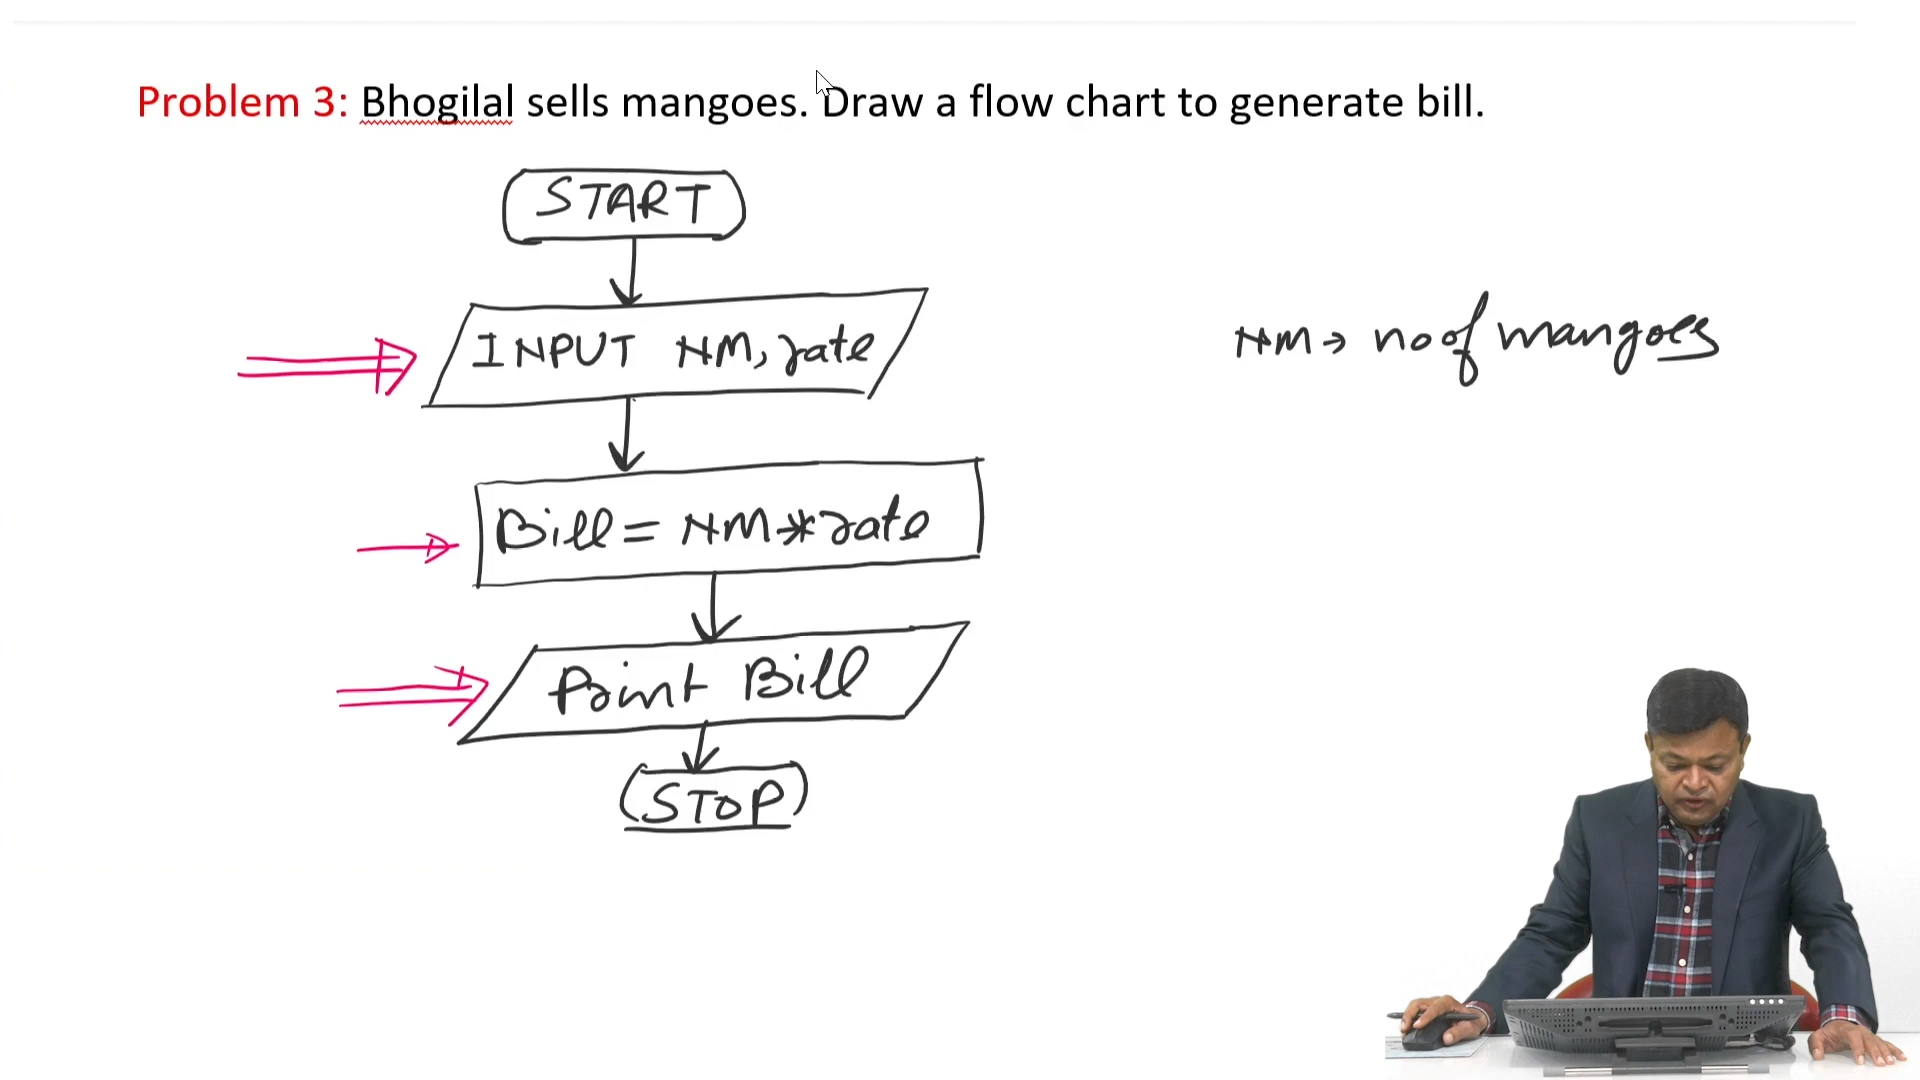 Problem 3: Bhogilal sells mangoes. Draw a flow chart to generate bill.
START
INPUT NM, rate
NM → no of mangoes
Bill = NM * rate
Print Bill
STOP